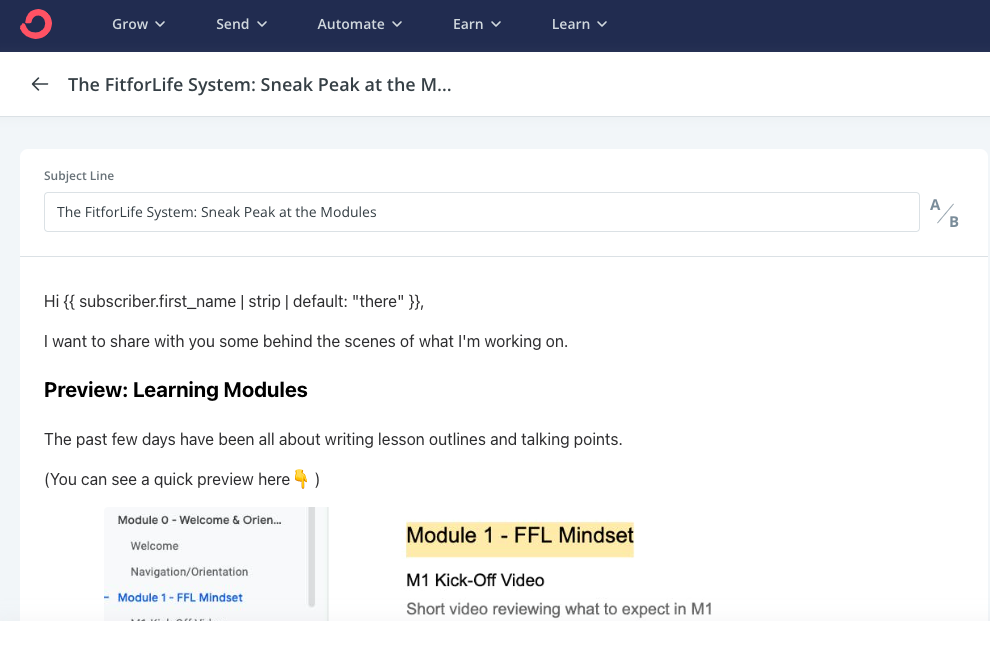 Grow Send Automate Earn Learn
The FitforLife System: Sneak Peak at the M...
Subject Line
The FitforLife System: Sneak Peak at the Modules
A/B
Hi {{ subscriber.first_name | strip | default: "there" }},
I want to share with you some behind the scenes of what I'm working on.
Preview: Learning Modules
The past few days have been all about writing lesson outlines and talking points.
(You can see a quick preview here👇 )
Module 0 - Welcome & Orien...
Welcome
Navigation/Orientation
Module 1 - FFL Mindset
Module 1 - FFL Mindset
M1 Kick-Off Video
Short video reviewing what to expect in M1